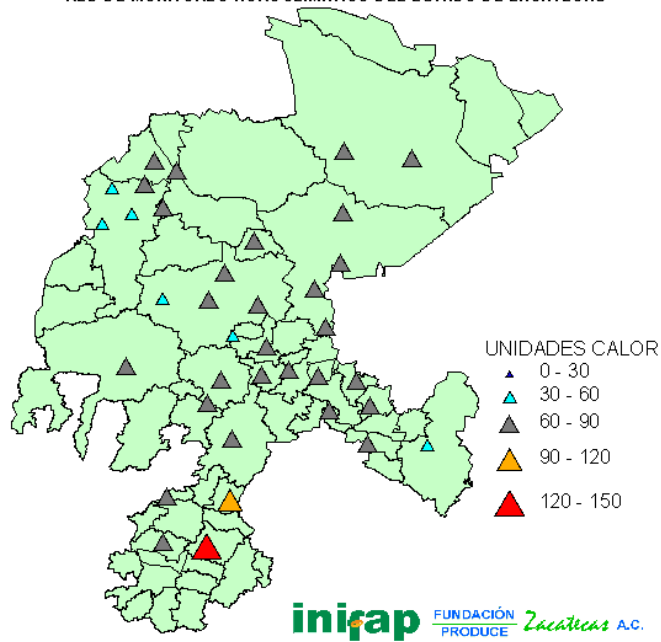 UNIDADES CALOR
0 - 30
30 - 60
60 - 90
90 - 120
120 - 150
inifap
FUNDACIÓN
PRODUCE
Zacatecas A.C.